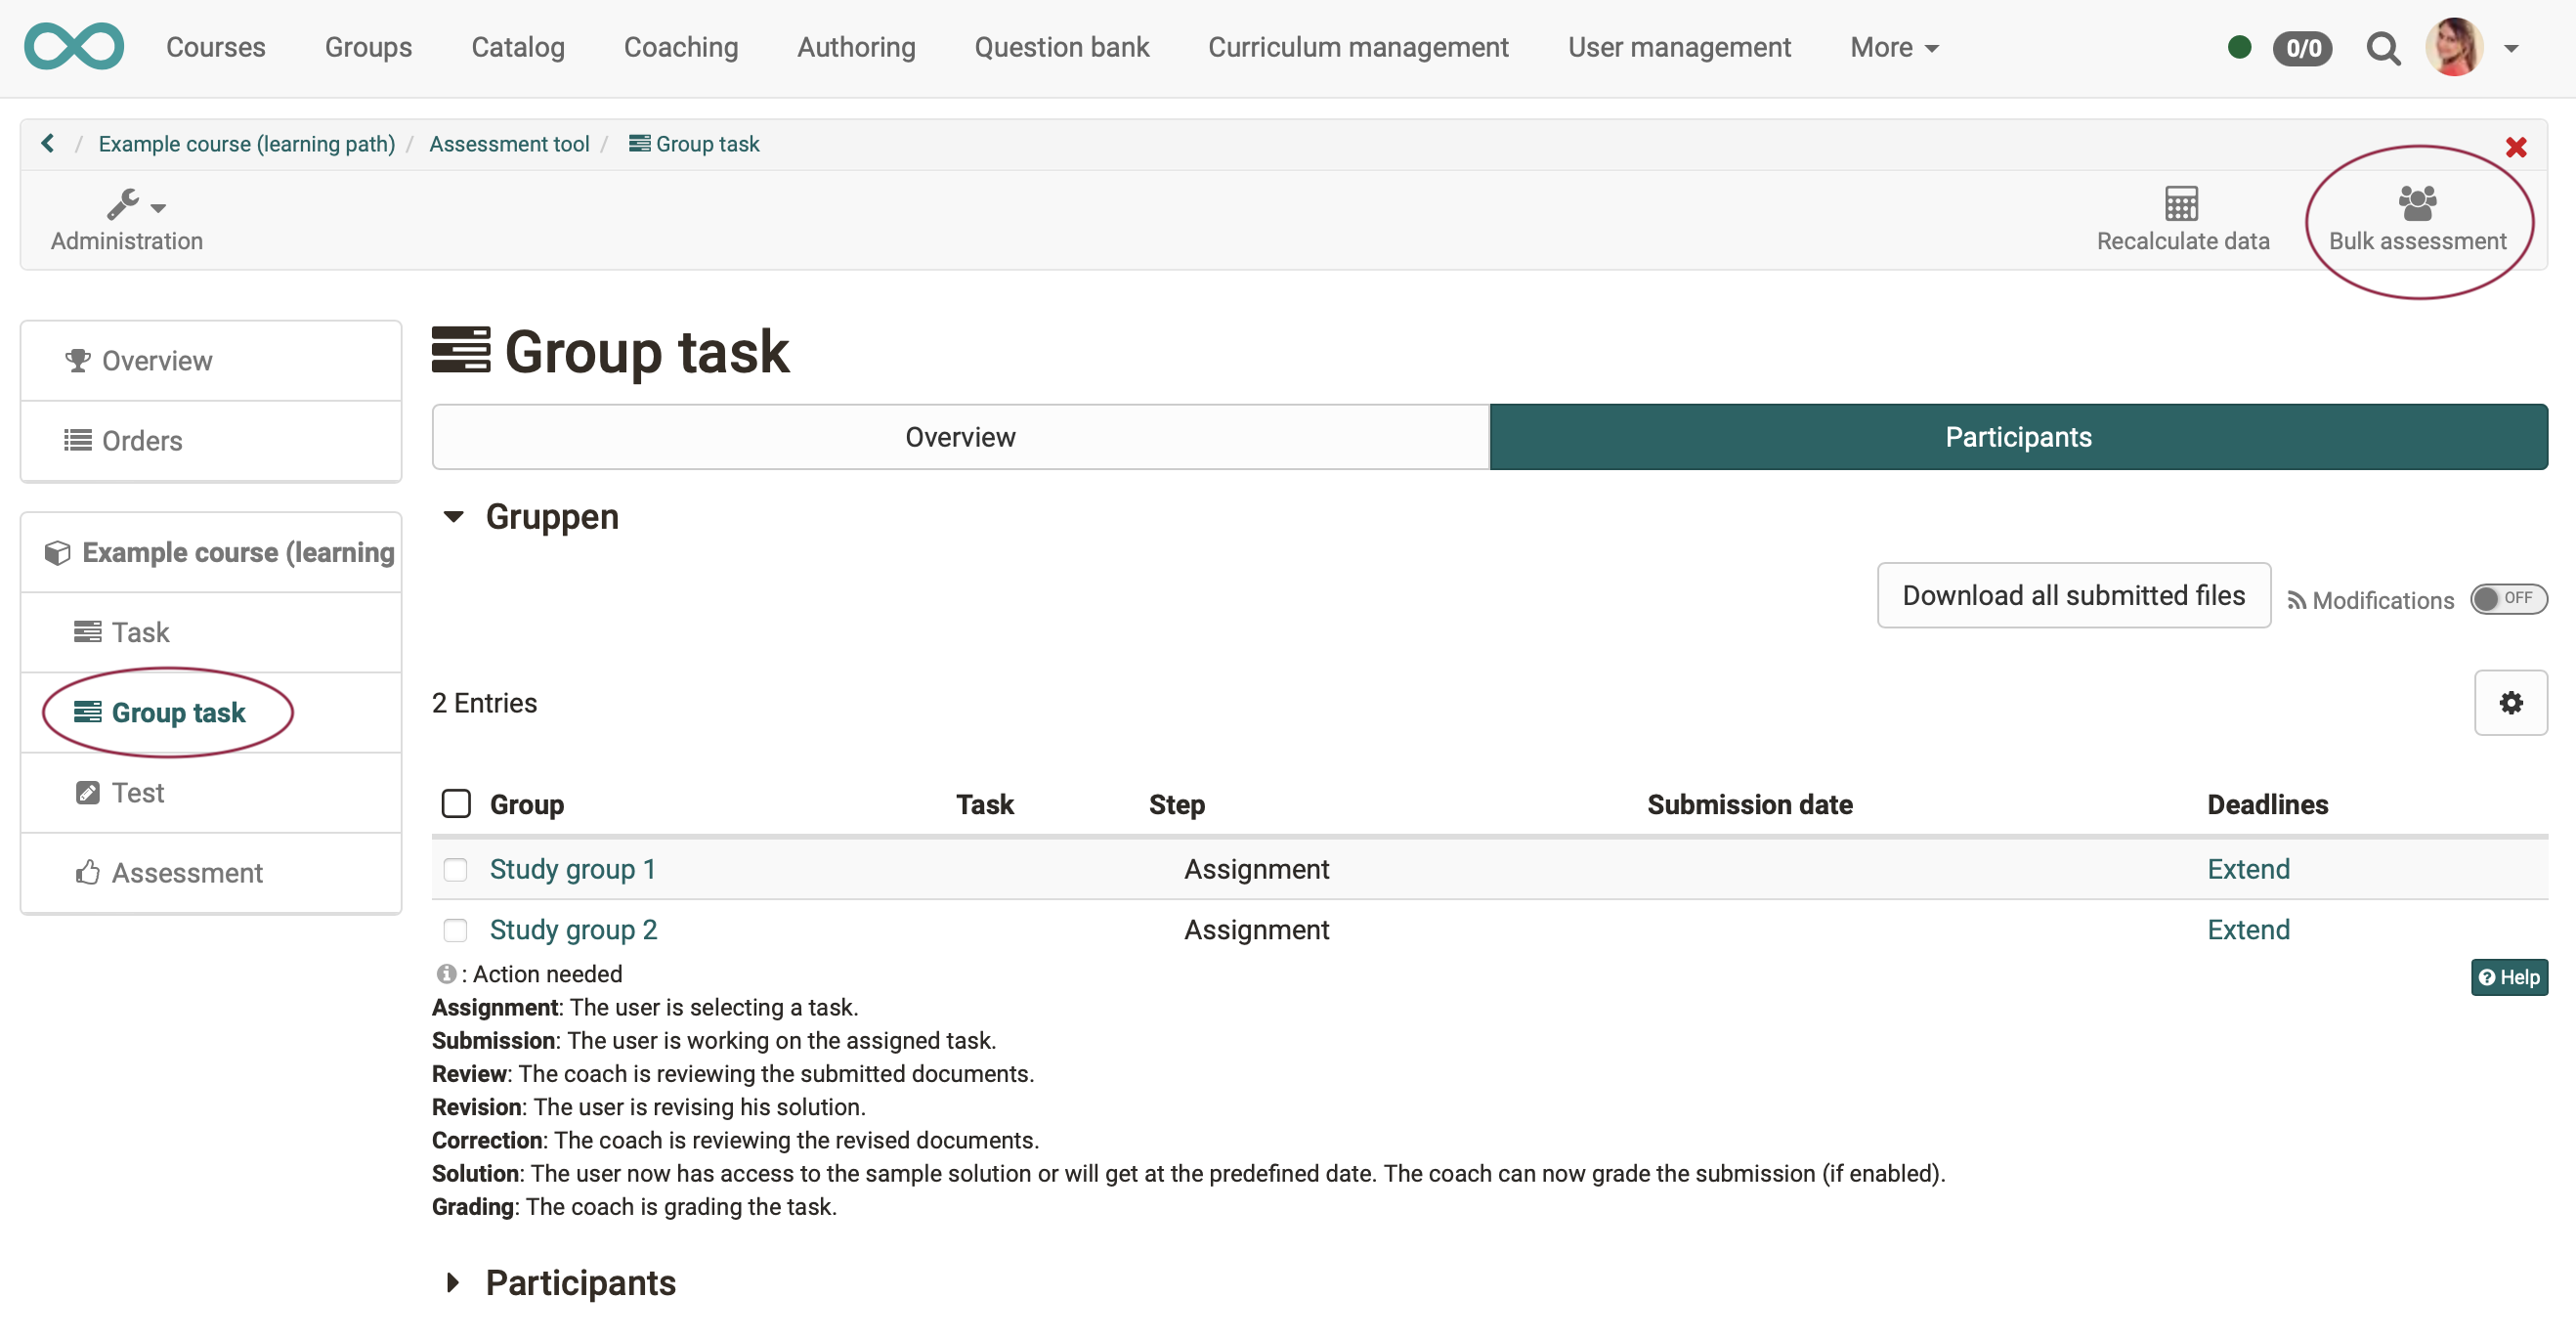 Courses Groups Catalog Coaching Authoring Question bank Curriculum management User management More 0/0
/ Example course (learning path) / Assessment tool / Group task
Administration Recalculate data Bulk assessment
Overview
Orders
Example course (learning
Task
Group task
Test
Assessment
Group task
Overview Participants
Gruppen
Download all submitted files Modifications OFF
2 Entries
Group Task Step Submission date Deadlines
Study group 1 Assignment Extend
Study group 2 Assignment Extend
: Action needed
Help
Assignment: The user is selecting a task.
Submission: The user is working on the assigned task.
Review: The coach is reviewing the submitted documents.
Revision: The user is revising his solution.
Correction: The coach is reviewing the revised documents.
Solution: The user now has access to the sample solution or will get at the predefined date. The coach can now grade the submission (if enabled).
Grading: The coach is grading the task.
Participants